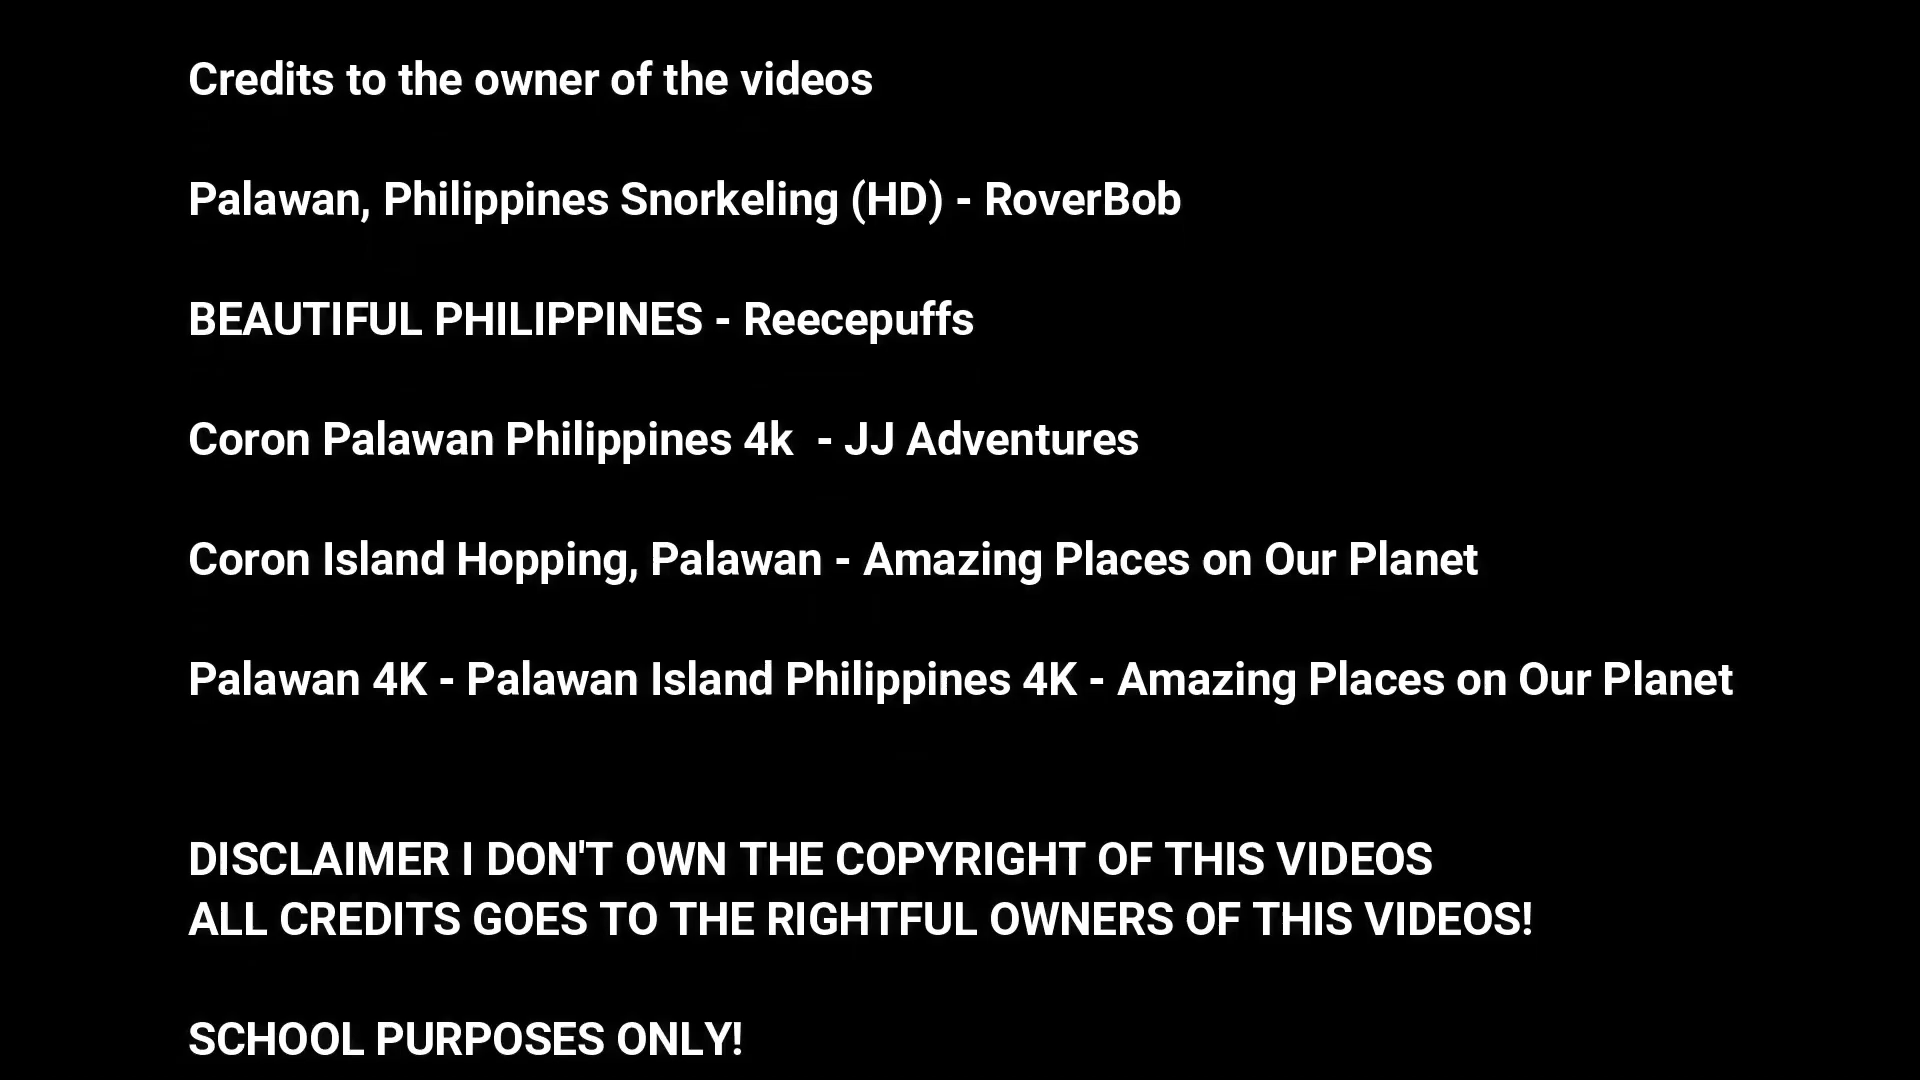 Credits to the owner of the videos
Palawan, Philippines Snorkeling (HD) - RoverBob
BEAUTIFUL PHILIPPINES - Reecepuffs
Coron Palawan Philippines 4k  - JJ Adventures
Coron Island Hopping, Palawan - Amazing Places on Our Planet
Palawan 4K - Palawan Island Philippines 4K - Amazing Places on Our Planet
DISCLAIMER I DON'T OWN THE COPYRIGHT OF THIS VIDEOS
ALL CREDITS GOES TO THE RIGHTFUL OWNERS OF THIS VIDEOS!
SCHOOL PURPOSES ONLY!